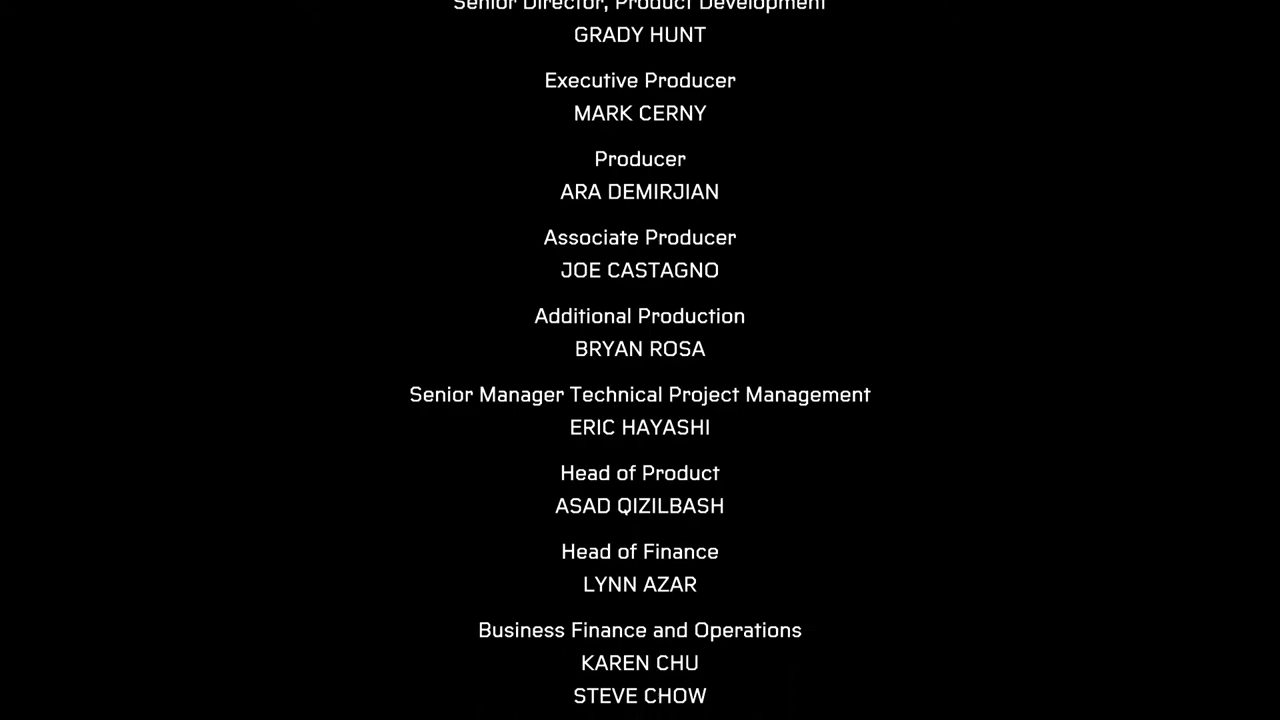 Senior Director, Product Development
GRADY HUNT
Executive Producer
MARK CERNY
Producer
ARA DEMIRJIAN
Associate Producer
JOE CASTAGNO
Additional Production
BRYAN ROSA
Senior Manager Technical Project Management
ERIC HAYASHI
Head of Product
ASAD QIZILBASH
Head of Finance
LYNN AZAR
Business Finance and Operations
KAREN CHU
STEVE CHOW